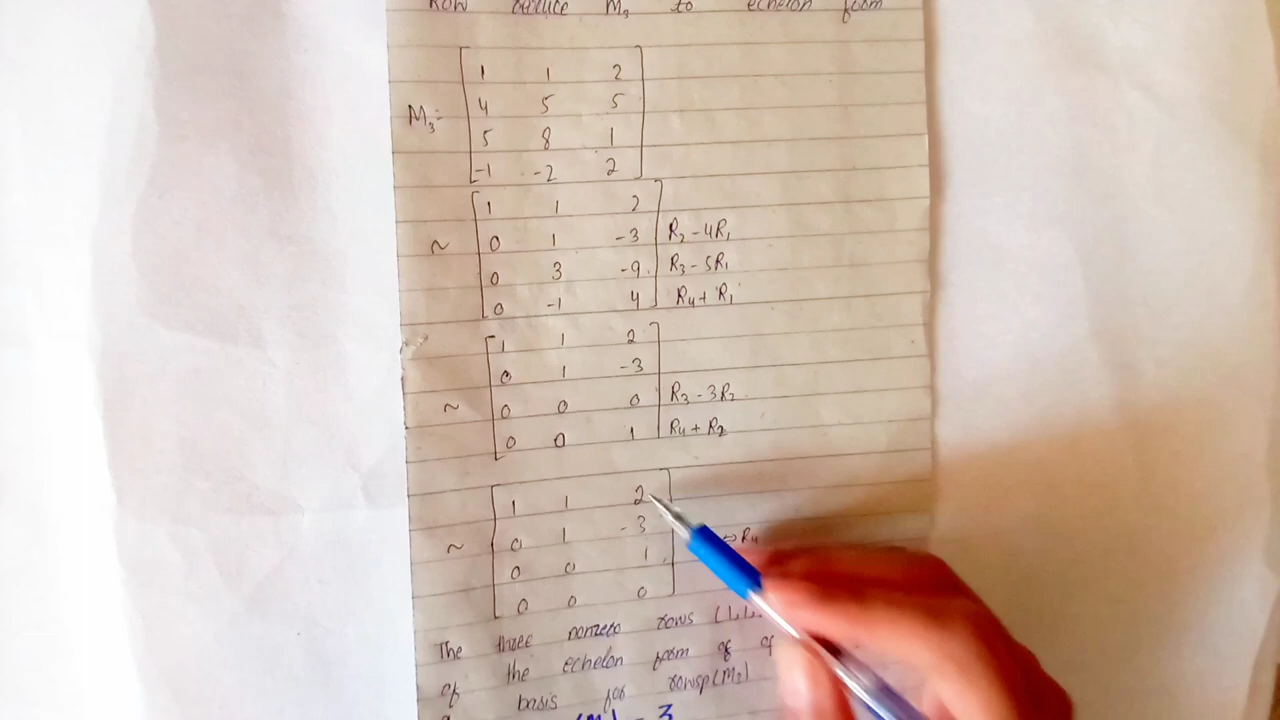 Row reduce M3 to echelon form
1 1 2
4 5 5
M3= 5 8 1
-1 -2 2
1 1 2
~ 0 1 -3 R2-4R1
0 3 -9 R3-5R1
0 -1 4 R4+R1
1 1 2
0 1 -3
~ 0 0 0 R3-3R2
0 0 1 R4+R2
1 1 2
~ 0 1 -3 ⇔R4
0 0 1
0 0 0
The three nonzero rows (1,1,
of the echelon form of
basis for rowsp(M3)
3